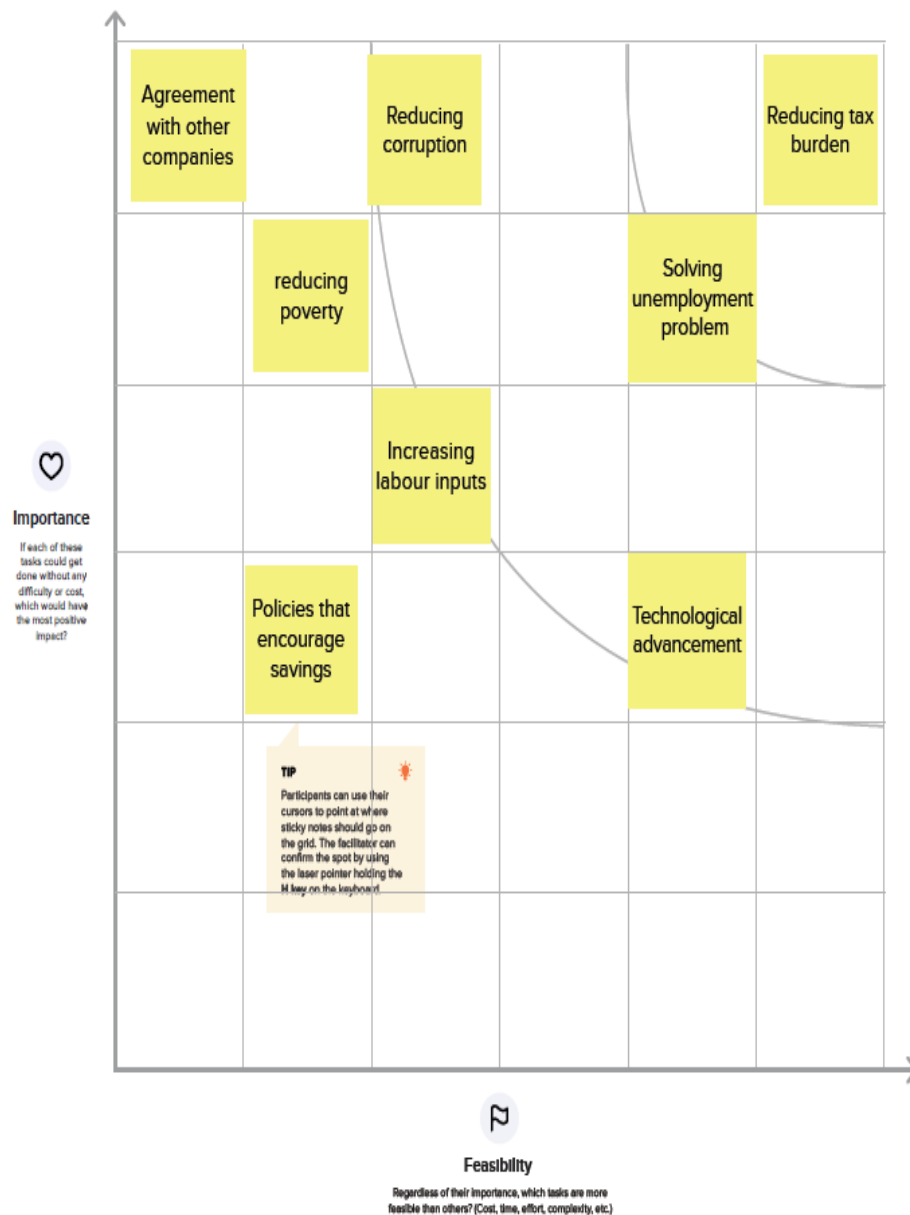 Agreement
with other
companies
Reducing
corruption
Reducing tax
burden
reducing
poverty
Solving
unemployment
problem
Increasing
labour inputs
Importance
If each of these
tasks could get
done without any
difficulty or cost,
which would have
the most positive
impact?
Policies that
encourage
savings
Technological
advancement
TIP
Participants can use their
cursors to point at where
sticky notes should go on
the grid. The facilitator can
confirm the spot by using
the laser pointer holding the
H key on the keyboard.
Feasibility
Regardless of their importance, which tasks are more
feasible than others? (Cost, time, effort, complexity, etc.)